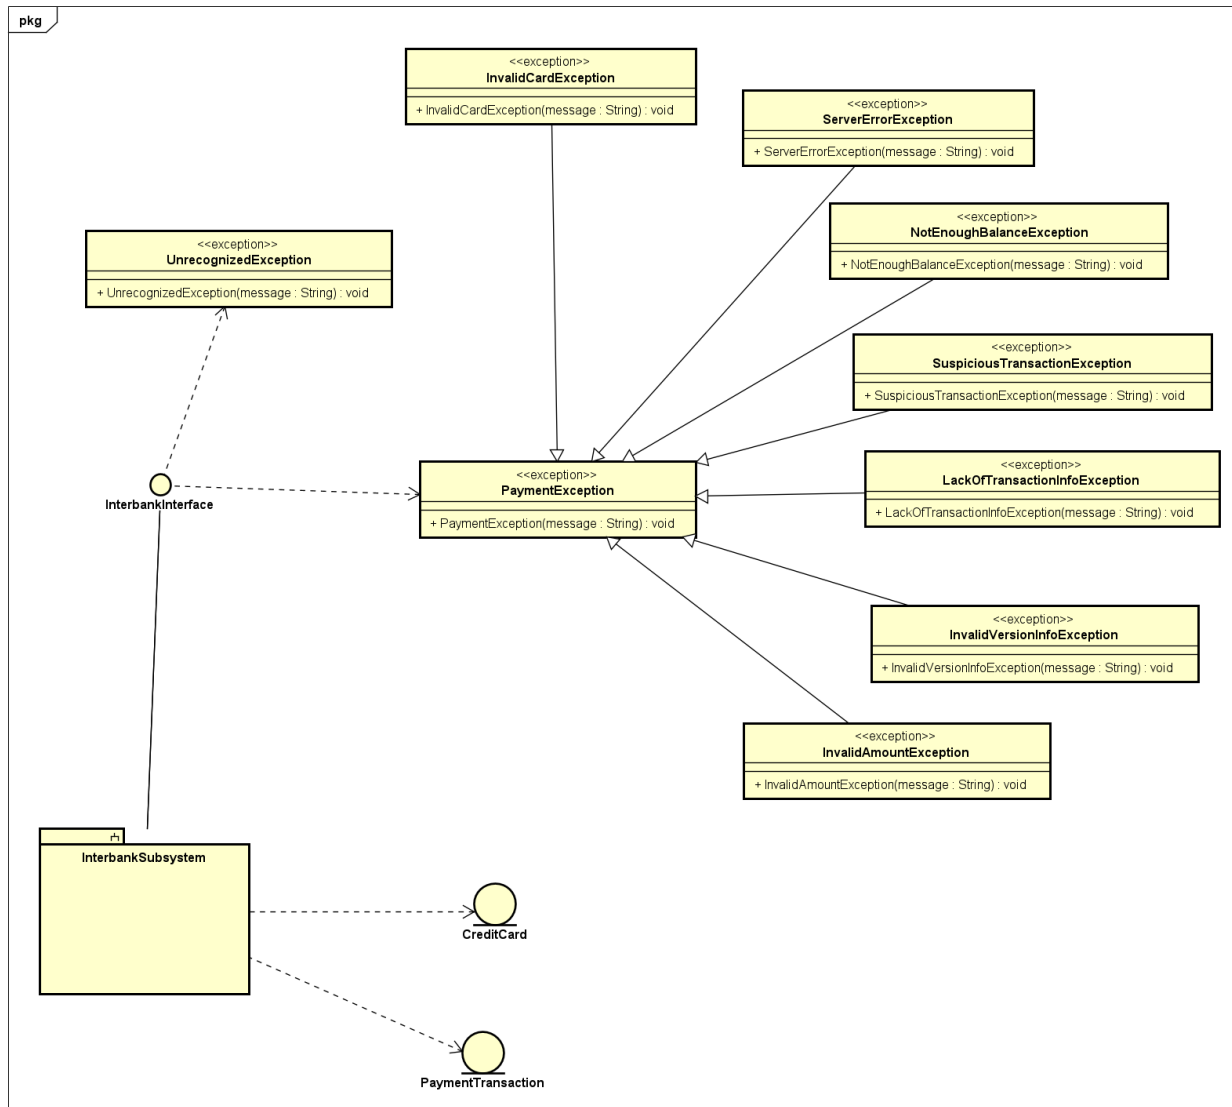 pkg
<<exception>>
InvalidCardException
+ InvalidCardException(message : String) : void
<<exception>>
ServerErrorException
+ ServerErrorException(message : String) : void
<<exception>>
NotEnoughBalanceException
+ NotEnoughBalanceException(message : String) : void
<<exception>>
UnrecognizedException
+ UnrecognizedException(message : String) : void
<<exception>>
SuspiciousTransactionException
+ SuspiciousTransactionException(message : String) : void
<<exception>>
LackOfTransactionInfoException
+ LackOfTransactionInfoException(message : String) : void
<<exception>>
PaymentException
+ PaymentException(message : String) : void
InterbankInterface
<<exception>>
InvalidVersionInfoException
+ InvalidVersionInfoException(message : String) : void
<<exception>>
InvalidAmountException
+ InvalidAmountException(message : String) : void
InterbankSubsystem
CreditCard
PaymentTransaction